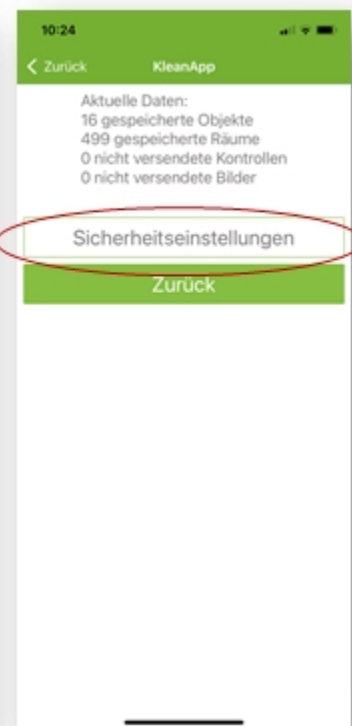 10:24
Zurück KleanApp
Aktuelle Daten:
16 gespeicherte Objekte
499 gespeicherte Räume
0 nicht versendete Kontrollen
0 nicht versendete Bilder
Sicherheitseinstellungen
Zurück